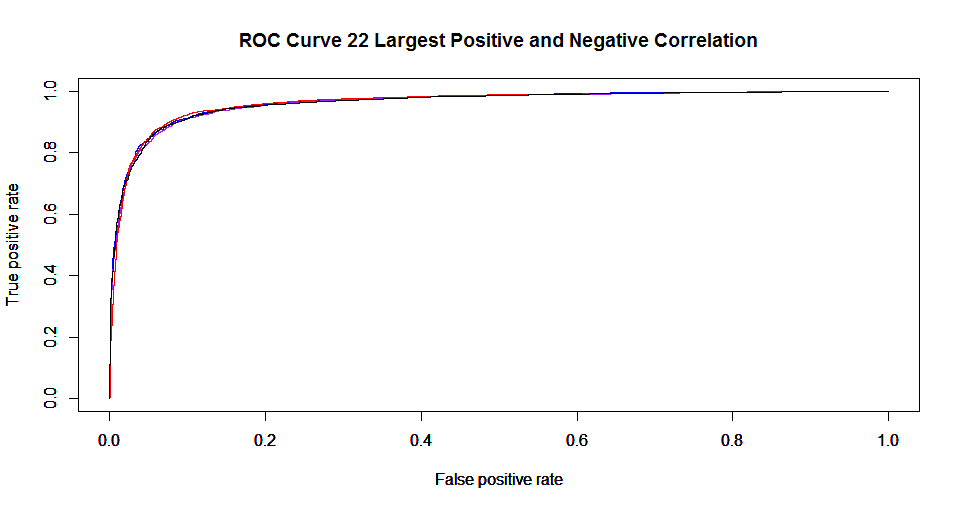 ROC Curve 22 Largest Positive and Negative Correlation
True positive rate
1.0
0.8
0.6
0.4
0.2
0.0
0.0 0.2 0.4 0.6 0.8 1.0
False positive rate